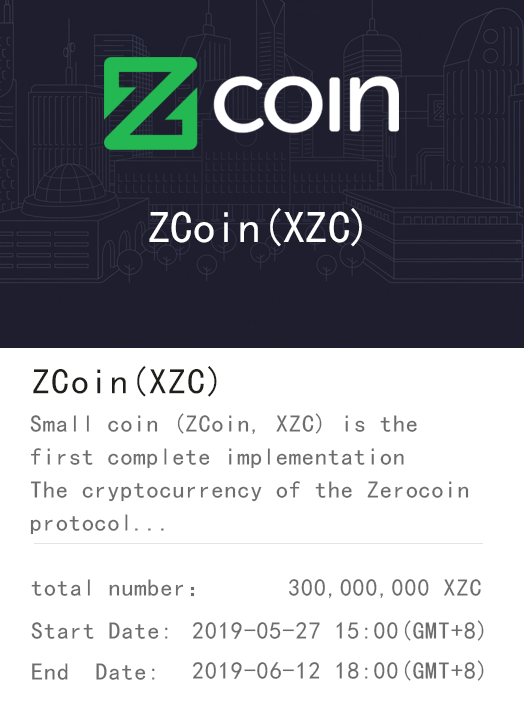 Zcoin
ZCoin(XZC)
ZCoin(XZC)
Small coin (ZCoin, XZC) is the
first complete implementation
The cryptocurrency of the Zerocoin
protocol...
total number: 300,000,000 XZC
Start Date: 2019-05-27 15:00(GMT+8)
End Date: 2019-06-12 18:00(GMT+8)